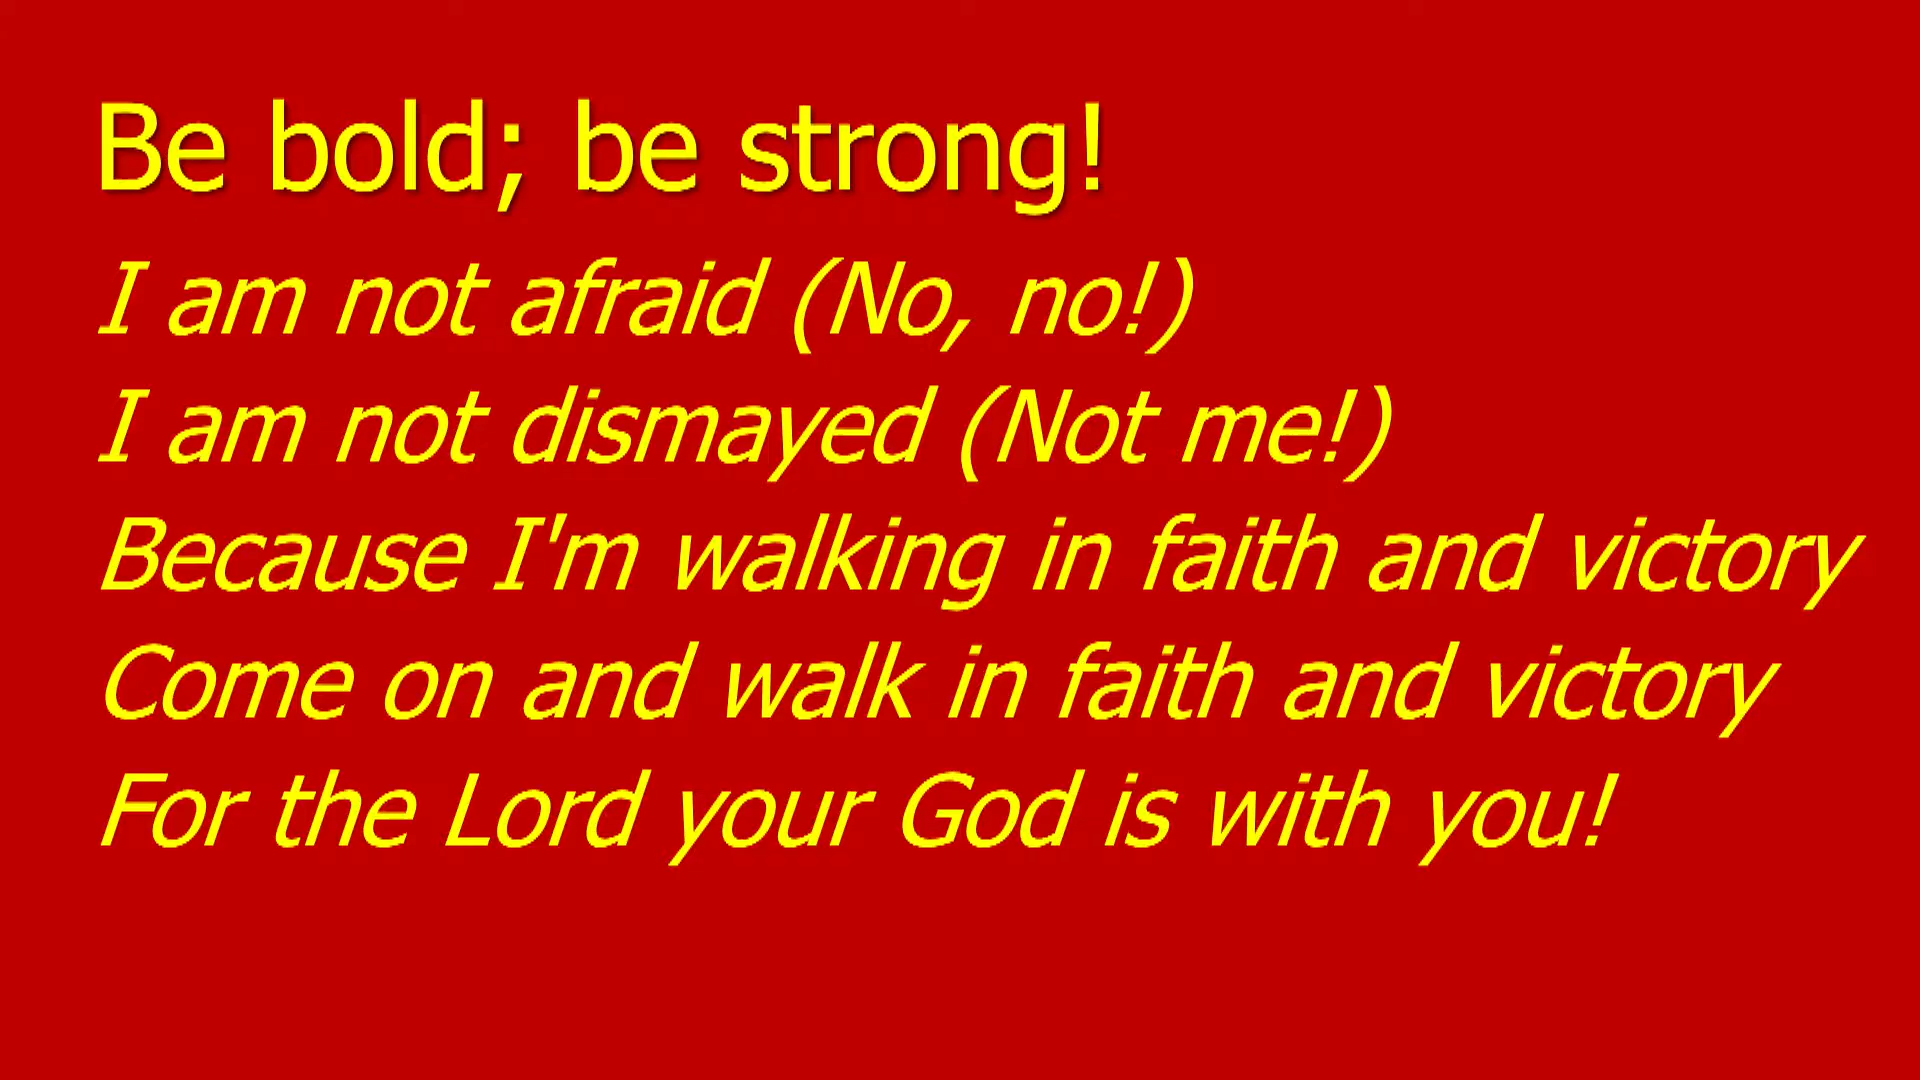 Be bold; be strong!
I am not afraid (No, no!)
I am not dismayed (Not me!)
Because I'm walking in faith and victory
Come on and walk in faith and victory
For the Lord your God is with you!